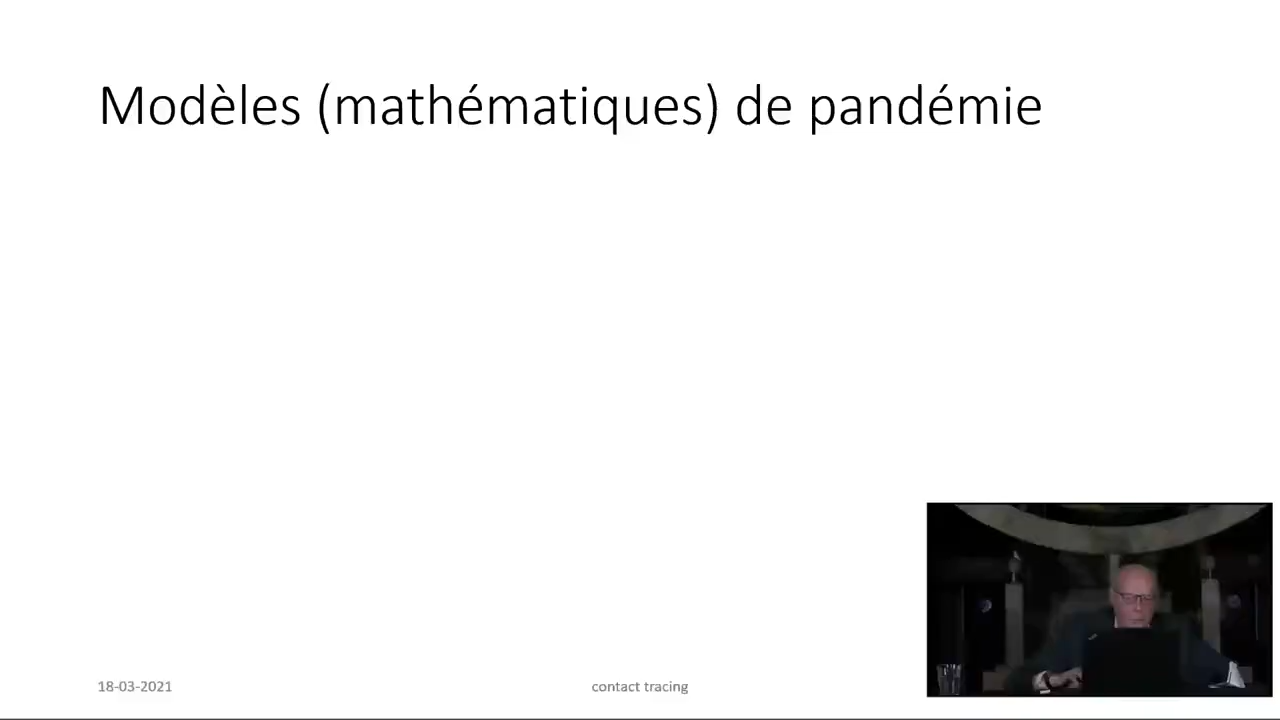 Modèles (mathématiques) de pandémie
18-03-2021
contact tracing